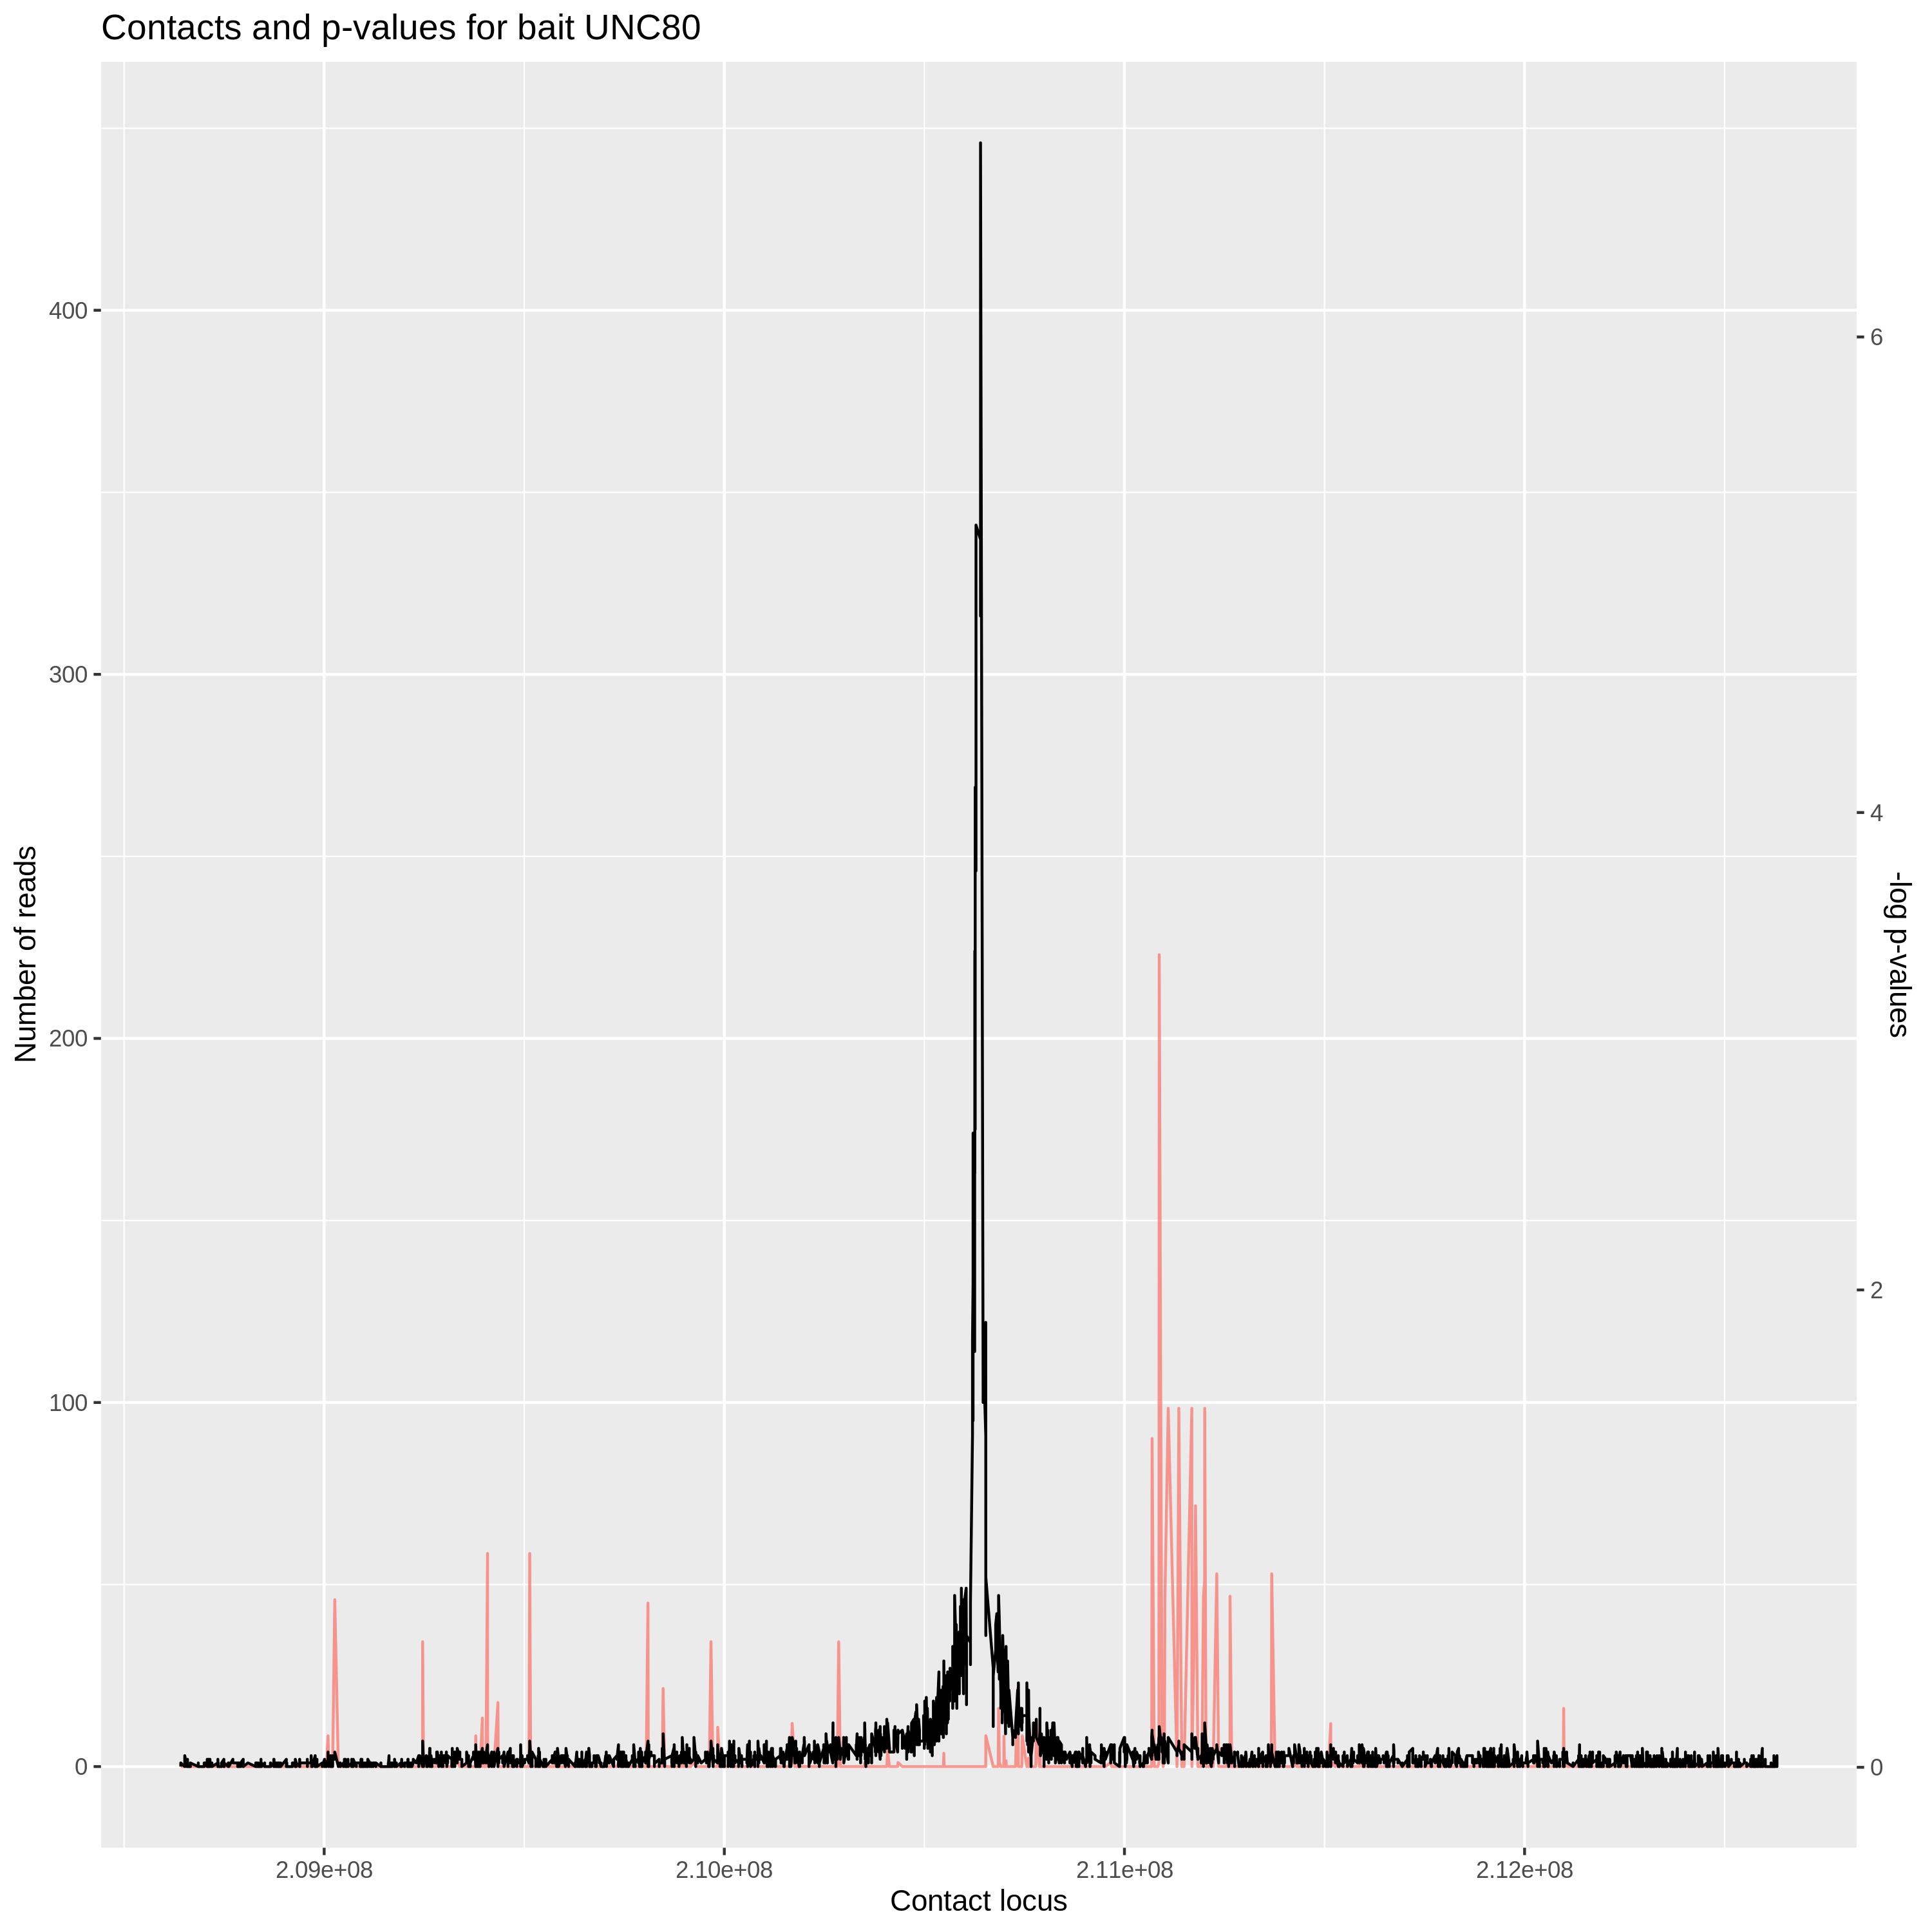 Contacts and p-values for bait UNC80
400
300
200
100
0
Number of reads
6
4
2
0
-log p-values
2.09e+08
2.10e+08
2.11e+08
2.12e+08
Contact locus